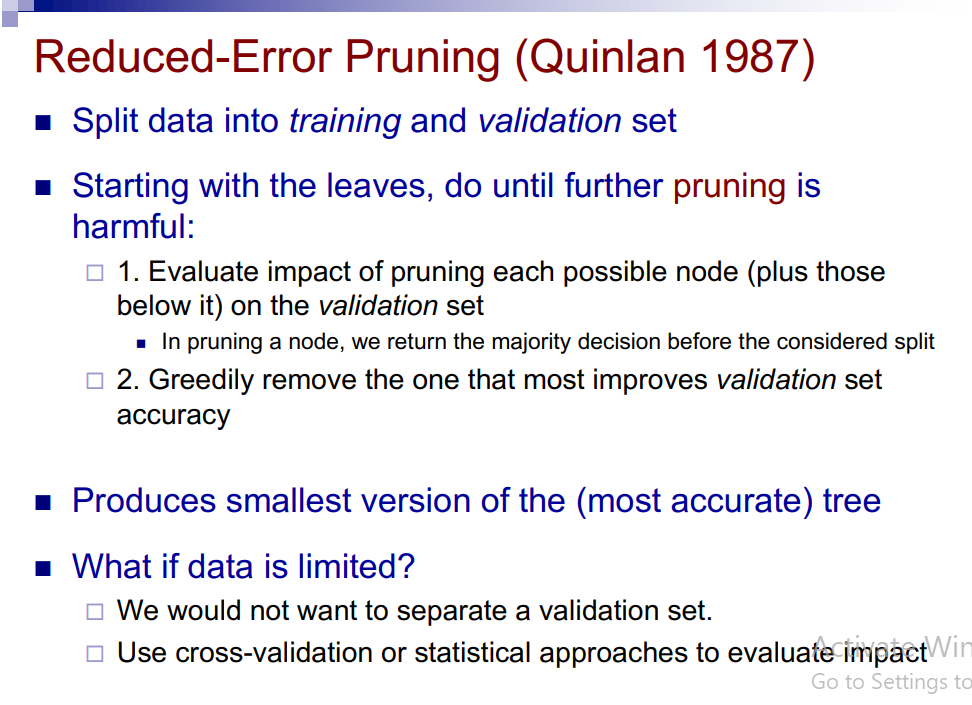 Reduced-Error Pruning (Quinlan 1987)
Split data into training and validation set
Starting with the leaves, do until further pruning is
harmful:
1. Evaluate impact of pruning each possible node (plus those
below it) on the validation set
In pruning a node, we return the majority decision before the considered split
2. Greedily remove the one that most improves validation set
accuracy
Produces smallest version of the (most accurate) tree
What if data is limited?
We would not want to separate a validation set.
Use cross-validation or statistical approaches to evaluate impact
Activate Win
Go to Settings to